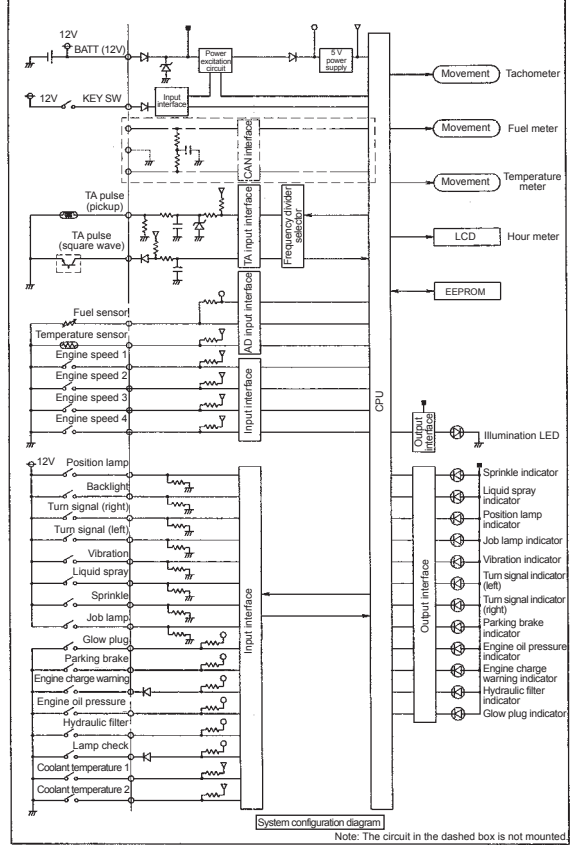 12V
BATT (12V)
12V
KEY SW
Power
excitation
circuit
5 V
power
supply
Input
interface
CAN interface
TA pulse
(pickup)
TA pulse
(square wave)
TA input interface
Frequency divider
selector
Fuel sensor
Temperature sensor
AD input interface
Engine speed 1
Engine speed 2
Engine speed 3
Engine speed 4
Input interface
CPU
Movement
Tachometer
Movement
Fuel meter
Movement
Temperature
meter
LCD
Hour meter
EEPROM
Output
interface
Illumination LED
12V
Position lamp
Backlight
Turn signal (right)
Turn signal (left)
Vibration
Liquid spray
Sprinkle
Job lamp
Glow plug
Parking brake
Engine charge warning
Engine oil pressure
Hydraulic filter
Lamp check
Coolant temperature 1
Coolant temperature 2
Input interface
Output interface
Sprinkle indicator
Liquid spray
indicator
Position lamp
indicator
Job lamp indicator
Vibration indicator
Turn signal indicator
(left)
Turn signal indicator
(right)
Parking brake
indicator
Engine oil pressure
indicator
Engine charge
warning indicator
Hydraulic filter
indicator
Glow plug indicator
System configuration diagram
Note: The circuit in the dashed box is not mounted.